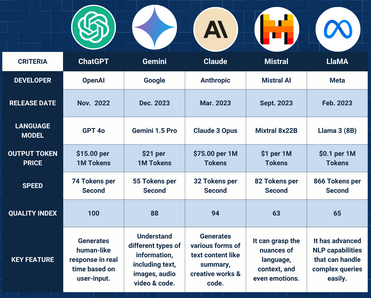 AI
CRITERIA ChatGPT Gemini Claude Mistral LlaMA
DEVELOPER OpenAI Google Anthropic Mistral AI Meta
RELEASE DATE Nov. 2022 Dec. 2023 Mar. 2023 Sept. 2023 Feb. 2023
LANGUAGE MODEL GPT 4o Gemini 1.5 Pro Claude 3 Opus Mixtral 8x22B Llama 3 (8B)
OUTPUT TOKEN PRICE $15.00 per 1M Tokens $21 per 1M Tokens $75.00 per 1M Tokens $1 per 1M Tokens $0.1 per 1M Tokens
SPEED 74 Tokens per Second 55 Tokens per Second 32 Tokens per Second 82 Tokens per Second 866 Tokens per Second
QUALITY INDEX 100 88 94 63 65
KEY FEATURE
Generates human-like response in real time based on user-input.
Understand different types of information, including text, images, audio video & code.
Generates various forms of text content like summary, creative works & code.
It can grasp the nuances of language, context, and even emotions.
It has advanced NLP capabilities that can handle complex queries easily.